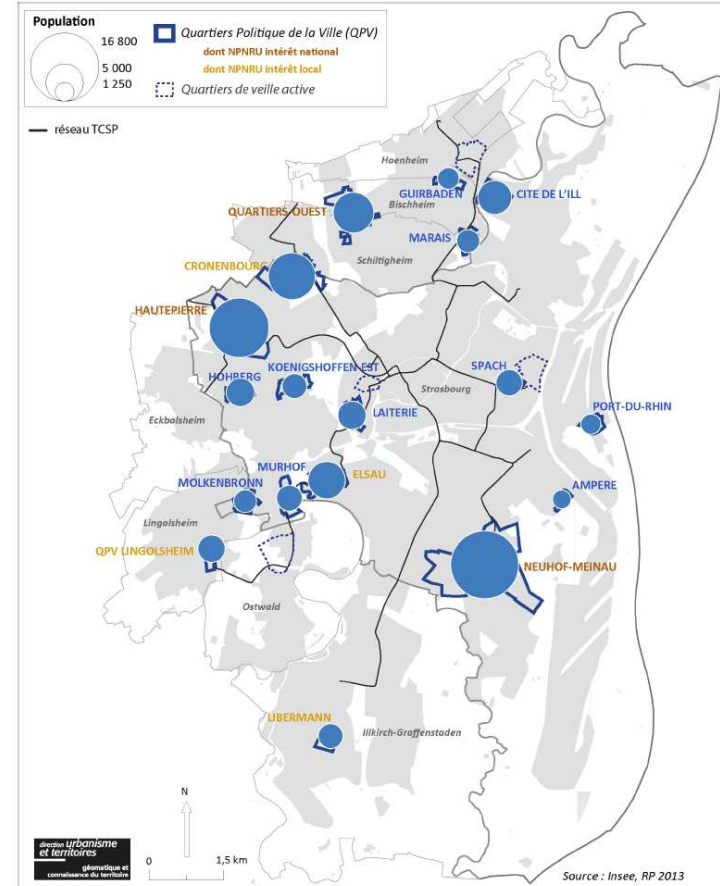 Population
16 800
5 000
1 250
Quartiers Politique de la Ville (QPV)
dont NPNRU intérêt national
dont NPNRU intérêt local
Quartiers de veille active
réseau TCSP
Hoenheim
GUIRBADEN
CITE DE L'ILL
QUARTIERS OUEST
Bischheim
MARAIS
Schiltigheim
CRONENBOURG
HAUTEPIERRE
KOENIGSHOFFEN EST
SPACH
HOHBERG
Strasbourg
PORT-DU-RHIN
LAITERIE
Eckbolsheim
MURHOF
ELSAU
MOLKENBRONN
AMPERE
Lingolsheim
QPV LINGOLSHEIM
NEUHOF-MEINAU
Ostwald
LIBERMANN
Illkirch-Graffenstaden
N
direction urbanisme
et territoires
géomatique et
connaissance du territoire
0 1,5 km
Source : Insee, RP 2013